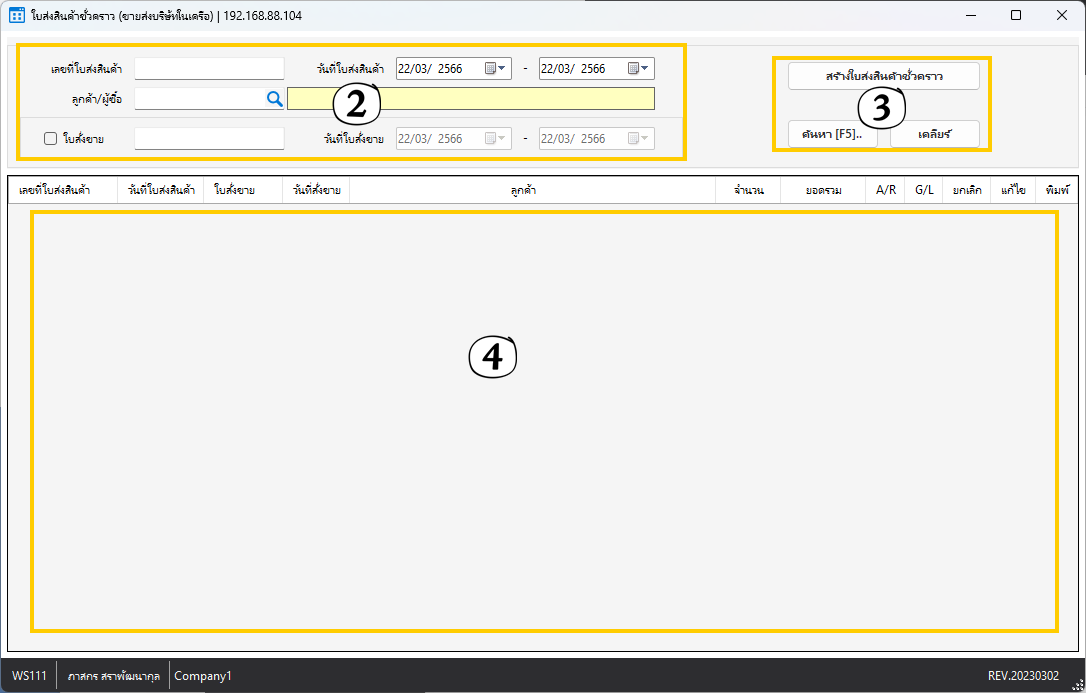 ใบส่งสินค้าชั่วคราว (ขายส่งบริษัทในเครือ) | 192.168.88.104
เลขที่ใบส่งสินค้า วันที่ใบส่งสินค้า 22/03/ 2566 - 22/03/ 2566
สร้างใบส่งสินค้าชั่วคราว
ลูกค้า/ผู้ซื้อ 2
3
ใบสั่งขาย วันที่ใบสั่งขาย 22/03/ 2566 - 22/03/ 2566
ค้นหา [F5].. เคลียร์
เลขที่ใบส่งสินค้า วันที่ใบส่งสินค้า ใบสั่งขาย วันที่สั่งขาย ลูกค้า จำนวน ยอดรวม A/R G/L ยกเลิก แก้ไข พิมพ์
4
WS111 ภาสกร สราพัฒนากุล Company1 REV.20230302